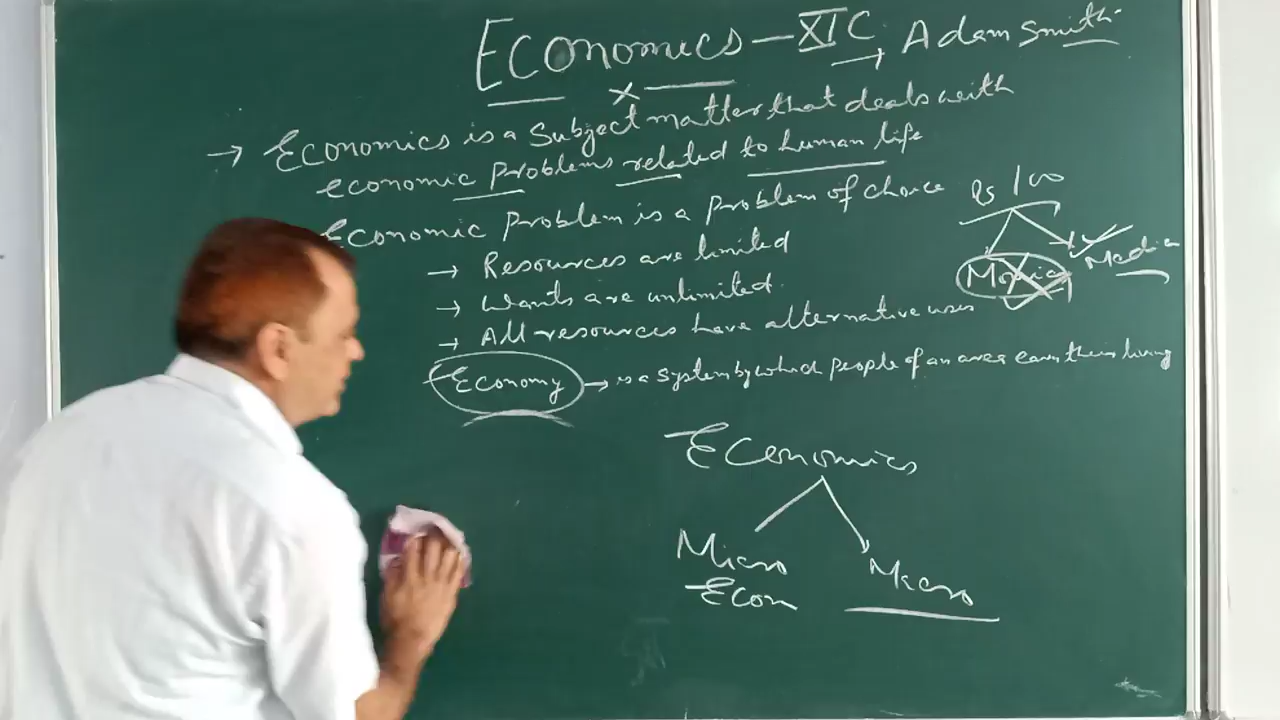 Economics - XI C → Adam Smith
→ Economics is a Subject matter that deals with
economic problems related to human life
Economic Problem is a problem of choice
→ Resources are limited
→ Wants are unlimited
→ All resources have alternative uses
Rs 100
Economy → is a system by which people of an area earn their living
Economics
Micro
Econ
Macro